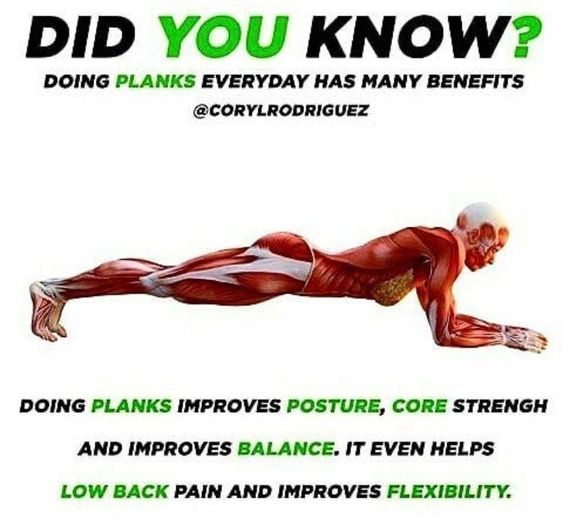 DID YOU KNOW?
DOING PLANKS EVERYDAY HAS MANY BENEFITS
@CORYLRODRIGUEZ
DOING PLANKS IMPROVES POSTURE, CORE STRENGH
AND IMPROVES BALANCE. IT EVEN HELPS
LOW BACK PAIN AND IMPROVES FLEXIBILITY.